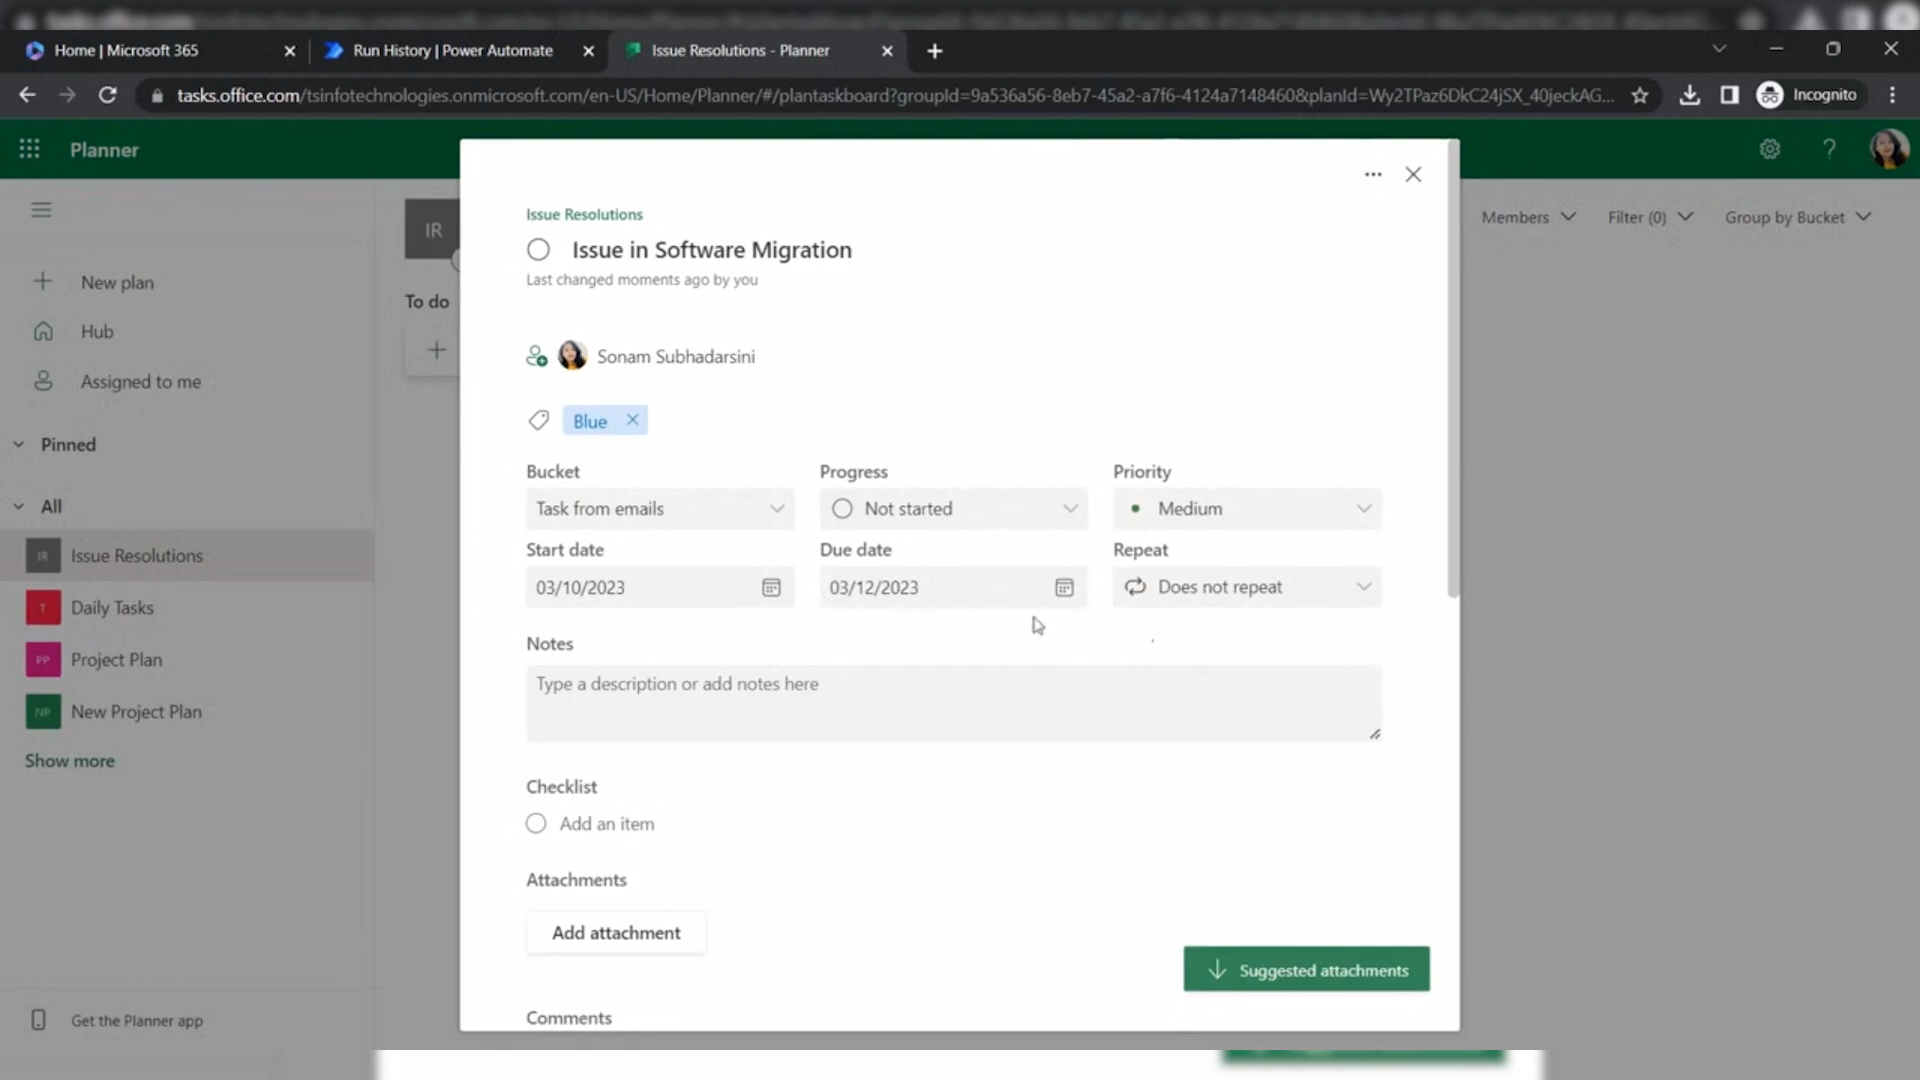 Home | Microsoft 365
Run History | Power Automate
Issue Resolutions - Planner
tasks.office.com/tsinfotechnologies.onmicrosoft.com/en-US/Home/Planner/#/plantaskboard?groupId=9a536a56-8eb7-45a2-a7f6-4124a7148460&planId=Wy2TPaz6DkC24jSX_40jeckAG...
Incognito
Planner
IR
Members
Filter (0)
Group by Bucket
New plan
Hub
Assigned to me
Pinned
All
IR Issue Resolutions
T Daily Tasks
PP Project Plan
NP New Project Plan
Show more
Get the Planner app
To do
Issue Resolutions
Issue in Software Migration
Last changed moments ago by you
Sonam Subhadarsini
Blue
Bucket Progress Priority
Task from emails Not started Medium
Start date Due date Repeat
03/10/2023 03/12/2023 Does not repeat
Notes
Type a description or add notes here
Checklist
Add an item
Attachments
Add attachment
Suggested attachments
Comments